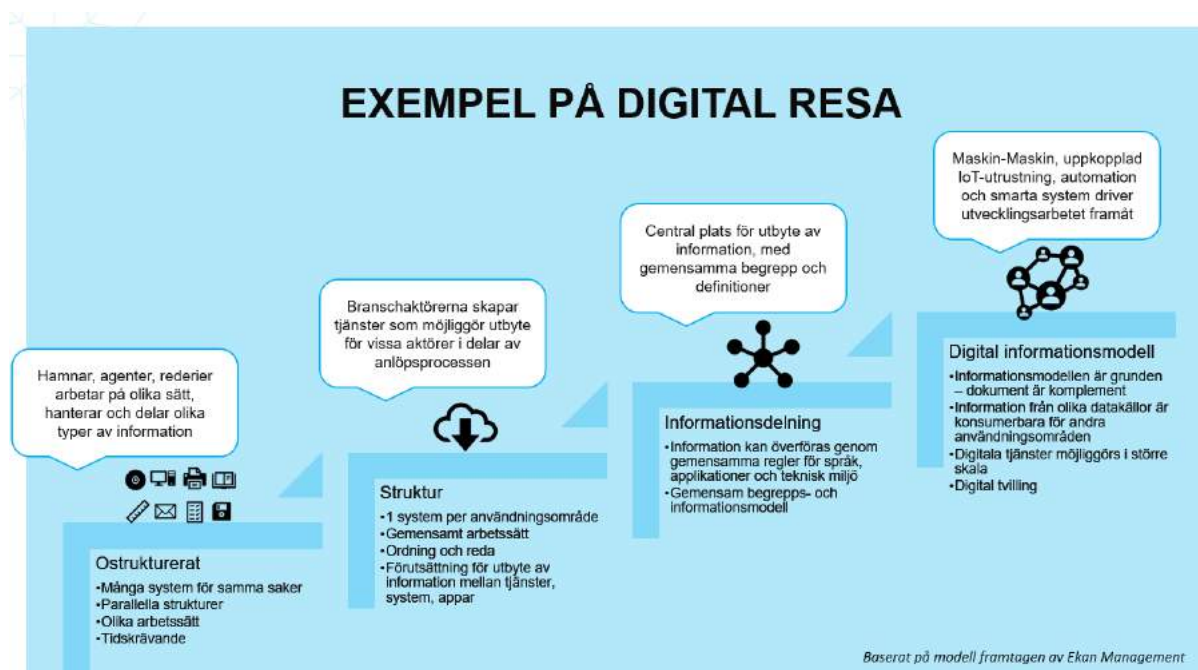 EXEMPEL PÅ DIGITAL RESA
Hamnar, agenter, rederier
arbetar på olika sätt,
hanterar och delar olika
typer av information
Ostrukturerat
•Många system för samma saker
•Parallella strukturer
•Olika arbetssätt
•Tidskrävande
Branschaktörerna skapar
tjänster som möjliggör utbyte
för vissa aktörer i delar av
anlöpsprocessen
Struktur
•1 system per användningsområde
•Gemensamt arbetssätt
•Ordning och reda
•Förutsättning för utbyte av
information mellan tjänster,
system, appar
Central plats för utbyte av
information, med
gemensamma begrepp och
definitioner
Informationsdelning
•Information kan överföras genom
gemensamma regler för språk,
applikationer och teknisk miljö
•Gemensam begrepps- och
informationsmodell
Maskin-Maskin, uppkopplad
IoT-utrustning, automation
och smarta system driver
utvecklingsarbetet framåt
Digital informationsmodell
•Informationsmodellen är grunden
– dokument är komplement
•Information från olika datakällor är
konsumerbara för andra
användningsområden
•Digitala tjänster möjliggörs i större
skala
•Digital tvilling
Baserat på modell framtagen av Ekan Management